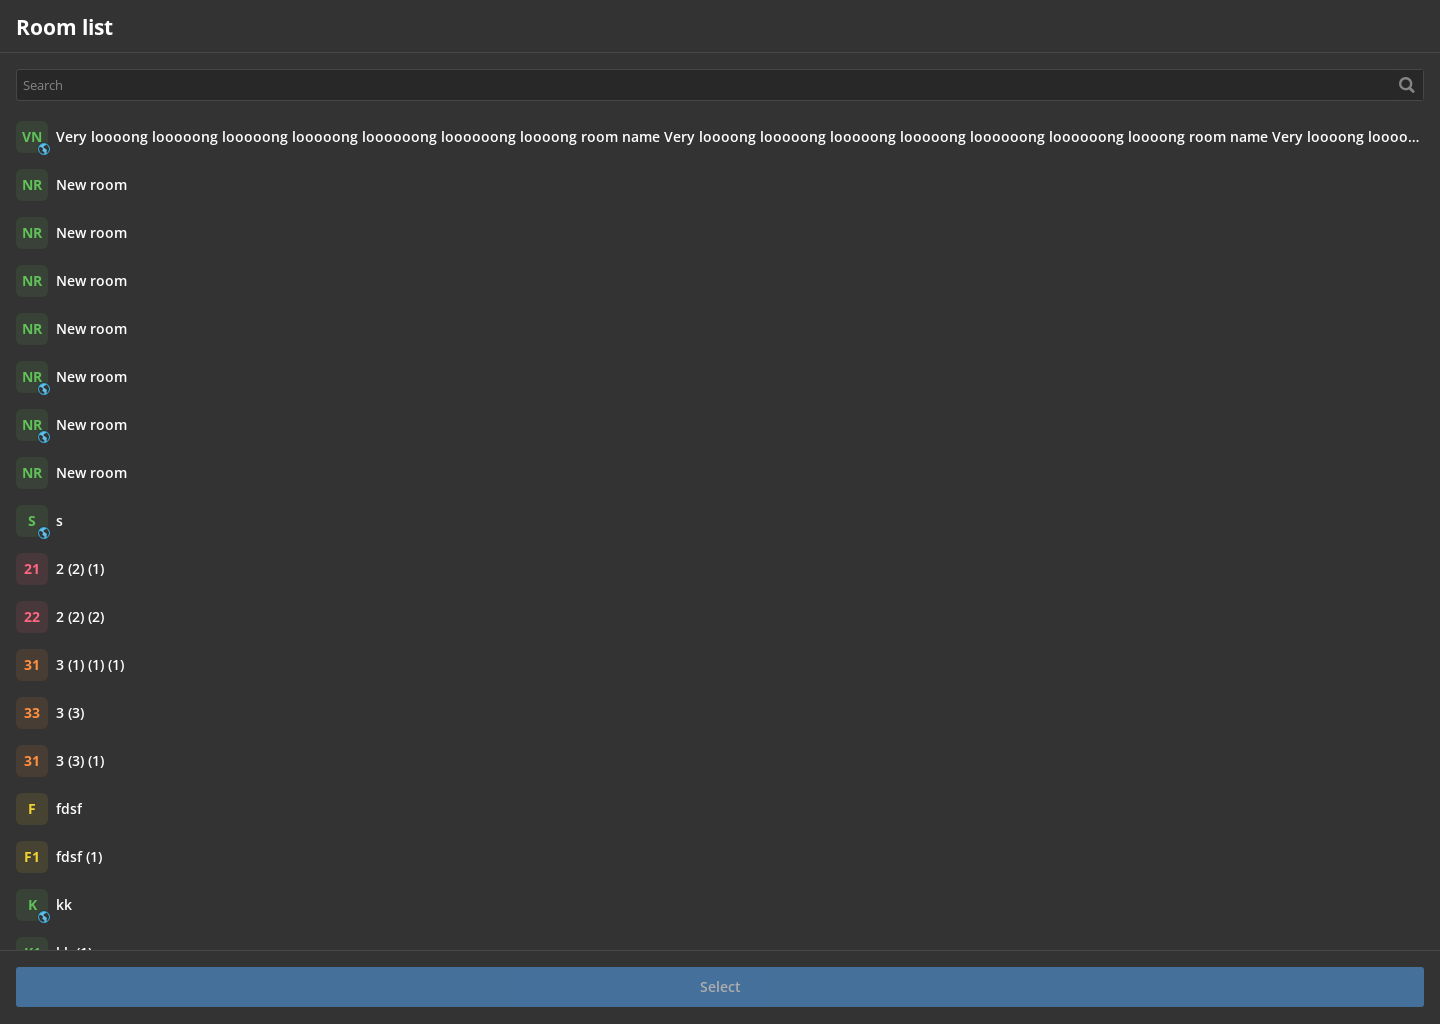 Room list
Search
VN Very loooong looooong looooong looooong loooooong loooooong loooong room name Very loooong looooong looooong looooong loooooong loooooong loooong room name Very loooong loooo...
NR New room
NR New room
NR New room
NR New room
NR New room
NR New room
NR New room
S s
21 2 (2) (1)
22 2 (2) (2)
31 3 (1) (1) (1)
33 3 (3)
31 3 (3) (1)
F fdsf
F1 fdsf (1)
K kk
Select